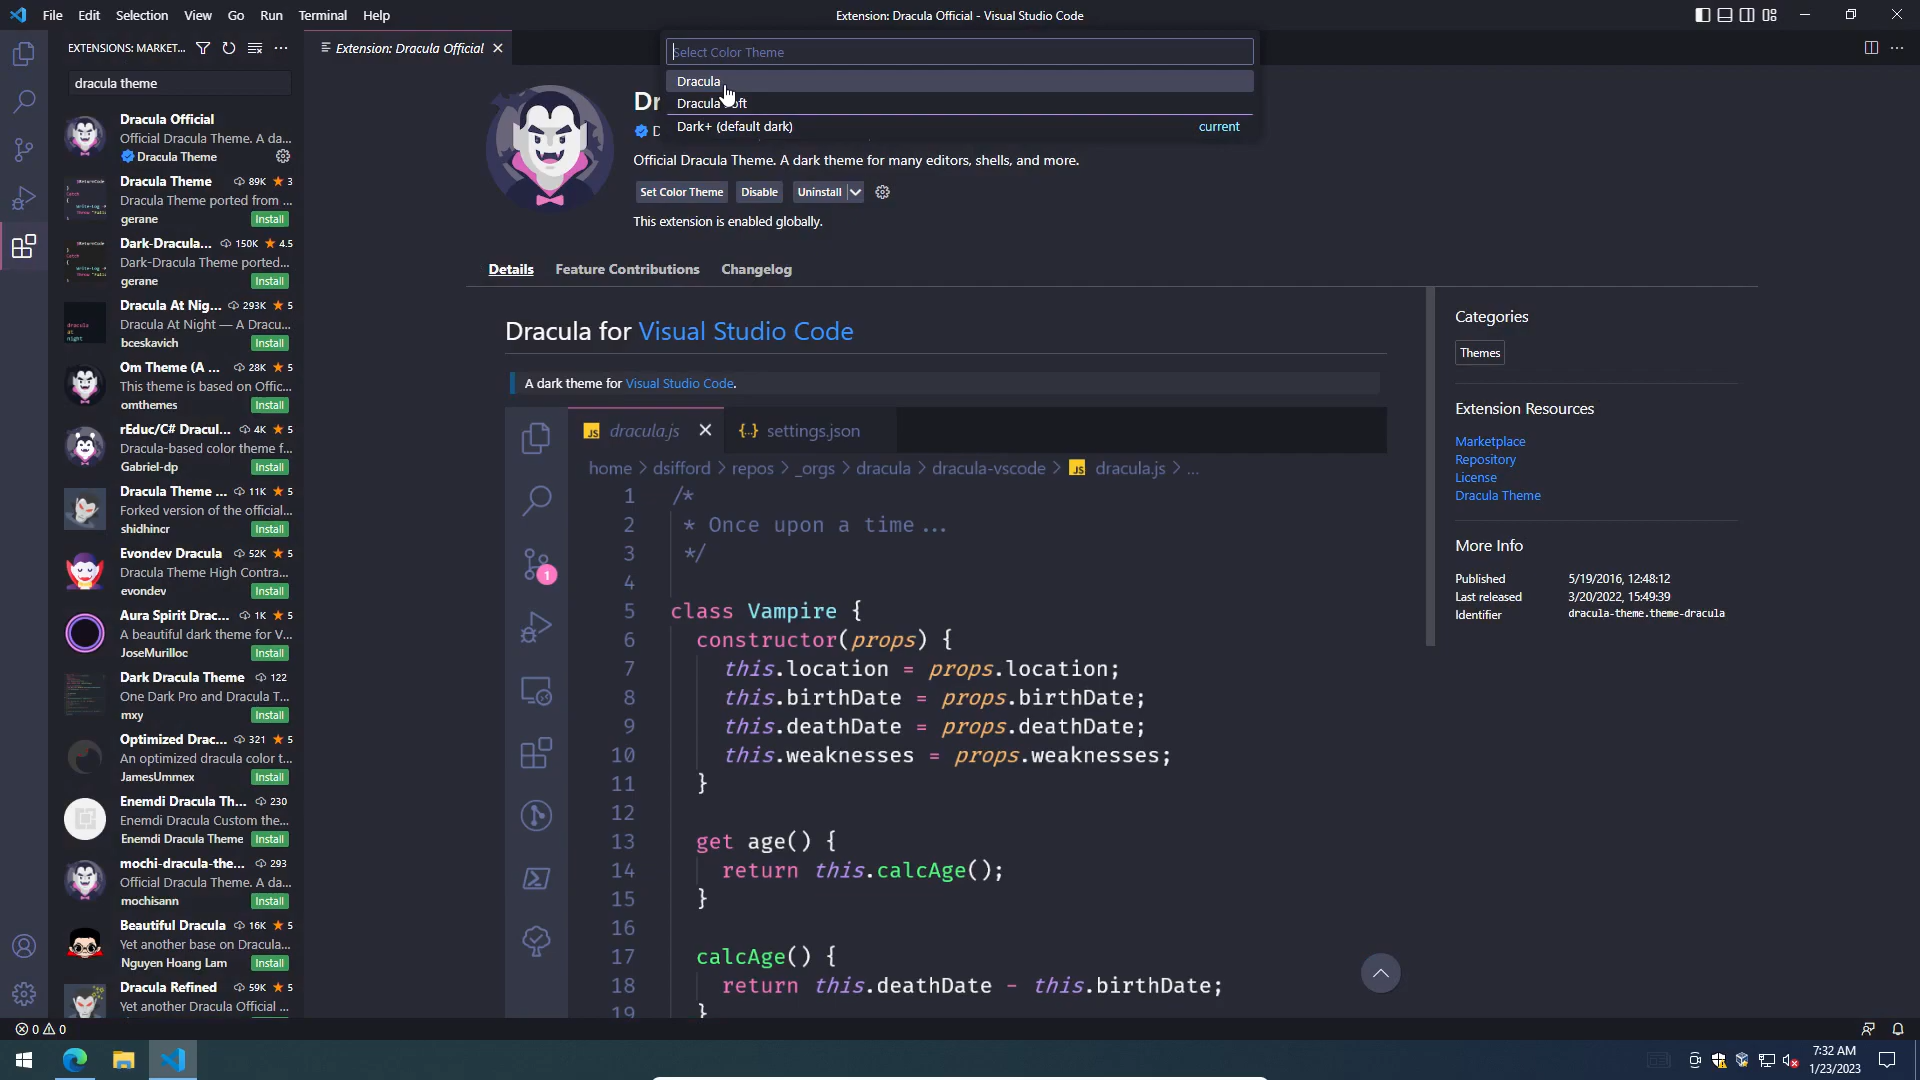 File Edit Selection View Go Run Terminal Help
Extension: Dracula Official - Visual Studio Code
EXTENSIONS: MARKET...
Extension: Dracula Official
Select Color Theme
Dracula
Dracula oft
Dark+ (default dark) current
dracula theme
Dracula Official
Official Dracula Theme. A da...
Dracula Theme
Dracula Theme 89K 3
Dracula Theme ported from ...
gerane Install
Dark-Dracula... 150K 4.5
Dark-Dracula Theme ported...
gerane Install
Dracula At Nig... 293K 5
Dracula At Night — A Dracu...
bceskavich Install
Om Theme (A ... 28K 5
This theme is based on Offic...
omthemes Install
rEduc/C# Dracul... 4K 5
Dracula-based color theme f...
Gabriel-dp Install
Dracula Theme ... 11K 5
Forked version of the official...
shidhincr Install
Evondev Dracula 52K 5
Dracula Theme High Contra...
evondev Install
Aura Spirit Drac... 1K 5
A beautiful dark theme for V...
JoseMurilloc Install
Dark Dracula Theme 122
One Dark Pro and Dracula T...
mxy Install
Optimized Drac... 321 5
An optimized dracula color t...
JamesUmmex Install
Enemdi Dracula Th... 230
Enemdi Dracula Custom the...
Enemdi Dracula Theme Install
mochi-dracula-the... 293
Official Dracula Theme. A da...
mochisann Install
Beautiful Dracula 16K 5
Yet another base on Dracula...
Nguyen Hoang Lam Install
Dracula Refined 59K 5
Yet another Dracula Official ...
Dr
D
Official Dracula Theme. A dark theme for many editors, shells, and more.
Set Color Theme Disable Uninstall
This extension is enabled globally.
Details Feature Contributions Changelog
Dracula for Visual Studio Code
A dark theme for Visual Studio Code.
JS dracula.js {..} settings.json
home > dsifford > repos > _orgs > dracula > dracula-vscode > JS dracula.js > ...
1 /*
2 * Once upon a time...
3 */
4
5 class Vampire {
6 constructor(props) {
7 this.location = props.location;
8 this.birthDate = props.birthDate;
9 this.deathDate = props.deathDate;
10 this.weaknesses = props.weaknesses;
11 }
12
13 get age() {
14 return this.calcAge();
15 }
16
17 calcAge() {
18 return this.deathDate - this.birthDate;
19 }
1
Categories
Themes
Extension Resources
Marketplace
Repository
License
Dracula Theme
More Info
Published 5/19/2016, 12:48:12
Last released 3/20/2022, 15:49:39
Identifier dracula-theme.theme-dracula
0 0
7:32 AM
1/23/2023